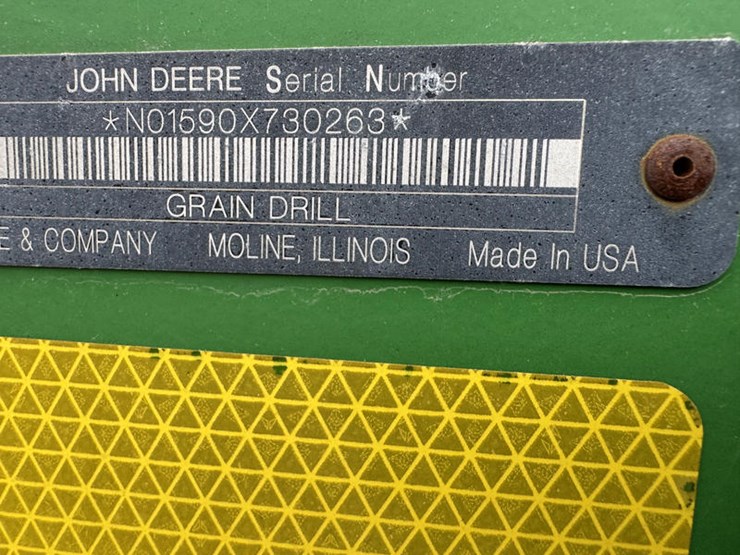 JOHN DEERE Serial Number
*N01590X730263*
GRAIN DRILL
E & COMPANY MOLINE, ILLINOIS Made In USA